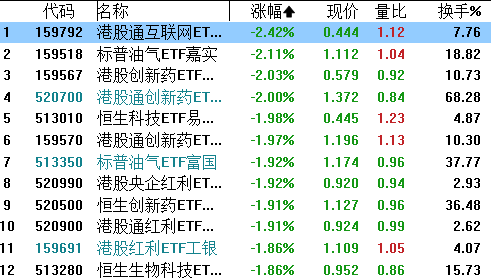 代码 名称 涨幅 现价 量比 换手%
1 159792 港股通互联网ET... -2.42% 0.444 1.12 7.76
2 159518 标普油气ETF嘉实 -2.11% 1.112 1.04 18.82
3 159567 港股创新药ETF... -2.03% 0.579 0.92 10.73
4 520700 港股通创新药ET... -2.00% 1.372 0.84 68.28
5 513010 恒生科技ETF易... -1.98% 0.445 1.23 4.87
6 159570 港股通创新药ET... -1.97% 1.196 1.13 10.30
7 513350 标普油气ETF富国 -1.92% 1.174 0.96 37.77
8 520990 港股央企红利ET... -1.92% 0.920 0.94 2.93
9 520500 恒生创新药ETF... -1.91% 1.127 0.96 36.48
10 520900 港股通红利ET... -1.92% 0.924 0.99 2.62
11 159691 港股红利ETF工银 -1.86% 1.109 1.05 4.07
12 513280 恒生生物科技ET... -1.86% 0.952 0.86 15.73